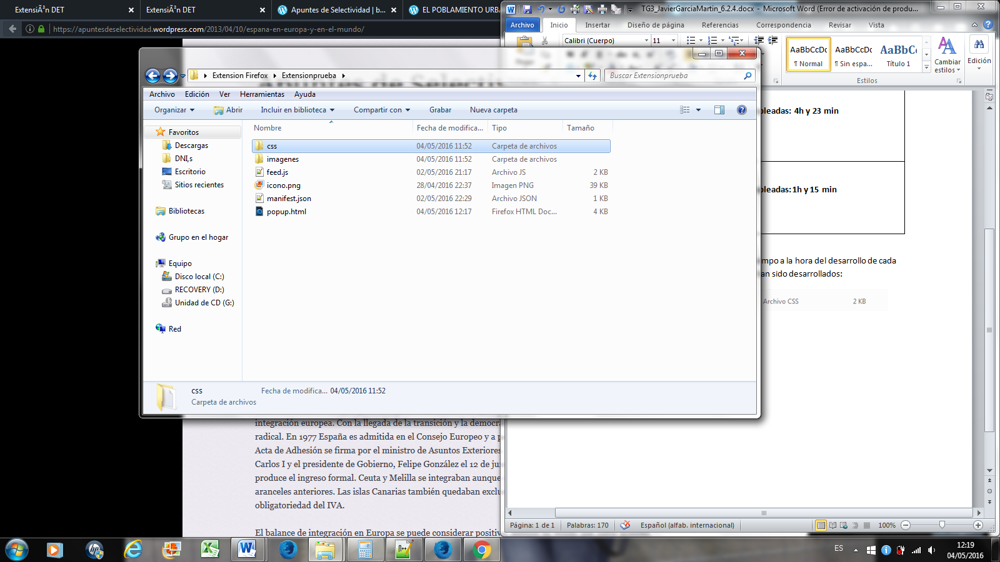 ExtensiÃ³n DET
ExtensiÃ³n DET
Apuntes de Selectividad | b...
EL POBLAMIENTO URBA
https://apuntesdeselectividad.wordpress.com/2013/04/10/espana-en-europa-y-en-el-mundo/
TG3_JavierGarciaMartin_6.2.4.docx - Microsoft Word (Error de activación de produ...
Archivo
Inicio
Insertar
Diseño de página
Referencias
Correspondencia
Revisar
Vista
Calibri (Cuerpo)
11
AaBbCcDc
AaBbCcDc
AaBbC
¶ Normal
¶ Sin espa...
Título 1
Cambiar
estilos
Edición
Estilos
Extension Firefox
Extensionprueba
Buscar Extensionprueba
Apuntes de Selectiv
Archivo
Edición
Ver
Herramientas
Ayuda
Organizar
Abrir
Incluir en biblioteca
Compartir con
Grabar
Nueva carpeta
Favoritos
Descargas
DNI,s
Escritorio
Sitios recientes
Bibliotecas
Grupo en el hogar
Equipo
Disco local (C:)
RECOVERY (D:)
Unidad de CD (G:)
Red
Nombre
Fecha de modifica...
Tipo
Tamaño
css 04/05/2016 11:52 Carpeta de archivos
imagenes 04/05/2016 11:52 Carpeta de archivos
feed.js 02/05/2016 21:17 Archivo JS 2 KB
icono.png 28/04/2016 22:37 Imagen PNG 39 KB
manifest.json 02/05/2016 22:29 Archivo JSON 1 KB
popup.html 04/05/2016 12:17 Firefox HTML Doc... 4 KB
css
Fecha de modifica... 04/05/2016 11:52
Carpeta de archivos
pleadas: 4h y 23 min
pleadas:1h y 15 min
mpo a la hora del desarrollo de cada
an sido desarrollados:
Archivo CSS 2 KB
integración europea. Con la llegada de la transición y la democra
radical. En 1977 España es admitida en el Consejo Europeo y a p
Acta de Adhesión se firma por el ministro de Asuntos Exteriores
Carlos I y el presidente de Gobierno, Felipe González el 12 de ju
produce el ingreso formal. Ceuta y Melilla se integraban aunque
aranceles anteriores. Las islas Canarias también quedaban exclu
obligatoriedad del IVA.
El balance de integración en Europa se puede considerar positiv
Página: 1 de 1
Palabras: 170
Español (alfab. internacional)
100%
ES
12:19
04/05/2016